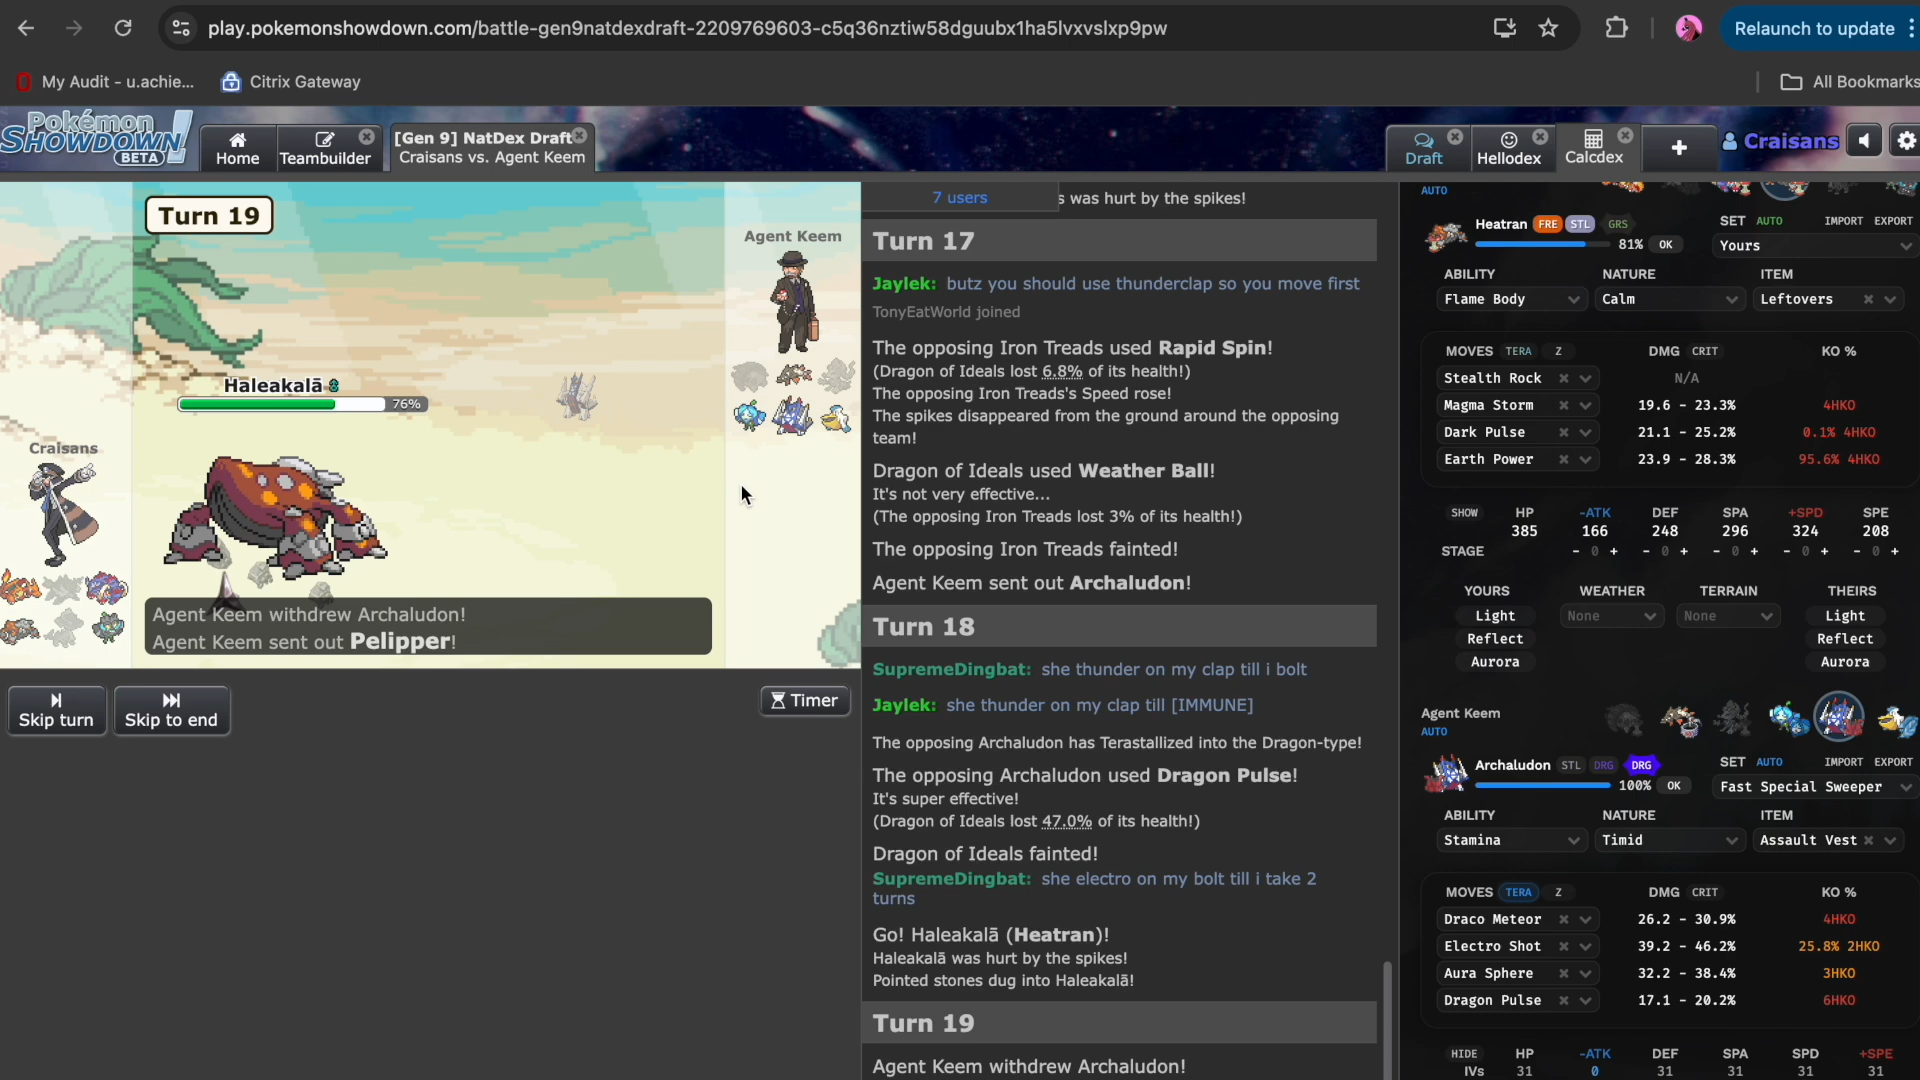 play.pokemonshowdown.com/battle-gen9natdexdraft-2209769603-c5q36nztiw58dguubx1ha5lvxvslxp9pw
Relaunch to update
My Audit - u.achie...
Citrix Gateway
All Bookmarks
Pokémon
SHOWDOWN!
BETA
Home
Teambuilder
[Gen 9] NatDex Draft
Craisans vs. Agent Keem
Draft
Hellodex
Calcdex
Craisans
Turn 19
Agent Keem
Haleakalā
76%
Craisans
Agent Keem withdrew Archaludon!
Agent Keem sent out Pelipper!
Skip turn
Skip to end
Timer
7 users
s was hurt by the spikes!
Turn 17
Jaylek: butz you should use thunderclap so you move first
TonyEatWorld joined
The opposing Iron Treads used Rapid Spin!
(Dragon of Ideals lost 6.8% of its health!)
The opposing Iron Treads's Speed rose!
The spikes disappeared from the ground around the opposing
team!
Dragon of Ideals used Weather Ball!
It's not very effective...
(The opposing Iron Treads lost 3% of its health!)
The opposing Iron Treads fainted!
Agent Keem sent out Archaludon!
Turn 18
SupremeDingbat: she thunder on my clap till i bolt
Jaylek: she thunder on my clap till [IMMUNE]
The opposing Archaludon has Terastallized into the Dragon-type!
The opposing Archaludon used Dragon Pulse!
It's super effective!
(Dragon of Ideals lost 47.0% of its health!)
Dragon of Ideals fainted!
SupremeDingbat: she electro on my bolt till i take 2
turns
Go! Haleakalā (Heatran)!
Haleakalā was hurt by the spikes!
Pointed stones dug into Haleakalā!
Turn 19
Agent Keem withdrew Archaludon!
AUTO
Heatran FRE STL GRS
81% OK
SET AUTO IMPORT EXPORT
Yours
ABILITY NATURE ITEM
Flame Body Calm Leftovers
MOVES TERA Z DMG CRIT KO %
Stealth Rock N/A
Magma Storm 19.6 - 23.3% 4HKO
Dark Pulse 21.1 - 25.2% 0.1% 4HKO
Earth Power 23.9 - 28.3% 95.6% 4HKO
SHOW HP -ATK DEF SPA +SPD SPE
385 166 248 296 324 208
STAGE - 0 + - 0 + - 0 + - 0 + - 0 +
YOURS WEATHER TERRAIN THEIRS
Light None None Light
Reflect Reflect
Aurora Aurora
Agent Keem
AUTO
Archaludon STL DRG DRG
100% OK
SET AUTO IMPORT EXPORT
Fast Special Sweeper
ABILITY NATURE ITEM
Stamina Timid Assault Vest
MOVES TERA Z DMG CRIT KO %
Draco Meteor 26.2 - 30.9% 4HKO
Electro Shot 39.2 - 46.2% 25.8% 2HKO
Aura Sphere 32.2 - 38.4% 3HKO
Dragon Pulse 17.1 - 20.2% 6HKO
HIDE HP -ATK DEF SPA SPD +SPE
IVs 31 0 31 31 31 31